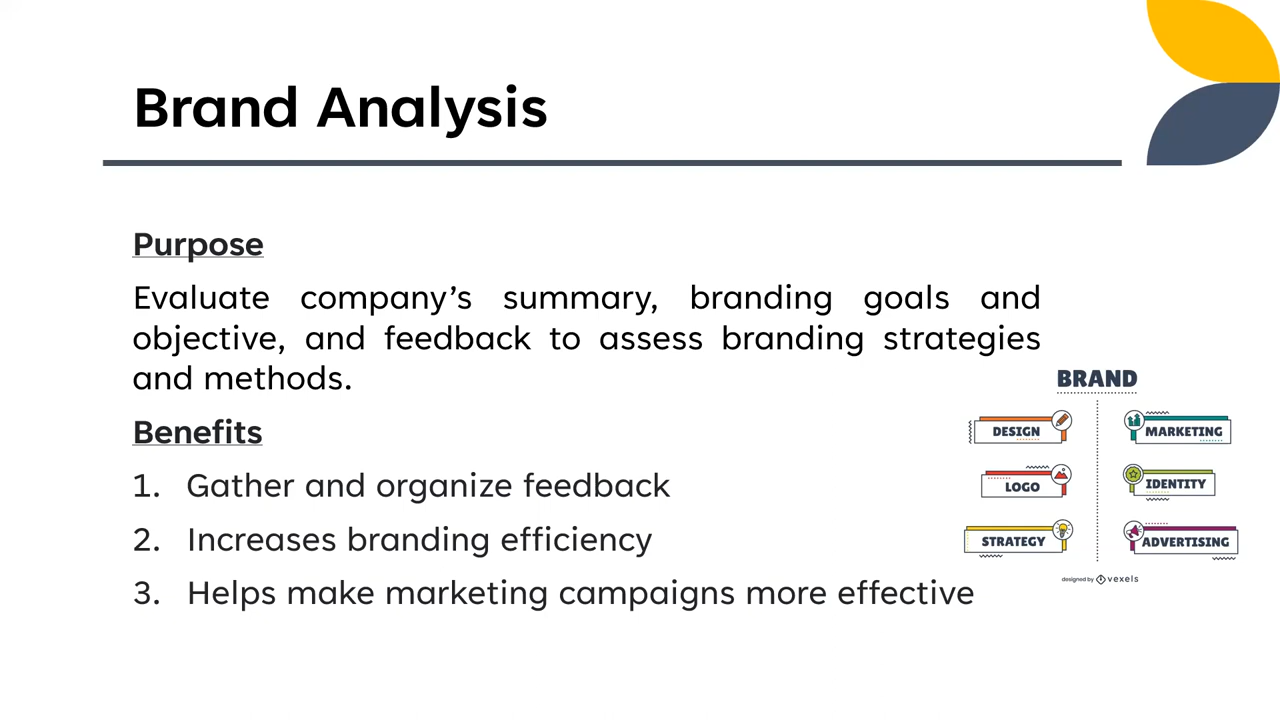 Brand Analysis
Purpose
Evaluate company’s summary, branding goals and
objective, and feedback to assess branding strategies
and methods.
Benefits
1. Gather and organize feedback
2. Increases branding efficiency
3. Helps make marketing campaigns more effective
BRAND
DESIGN
MARKETING
LOGO
IDENTITY
STRATEGY
ADVERTISING
designed by vexels